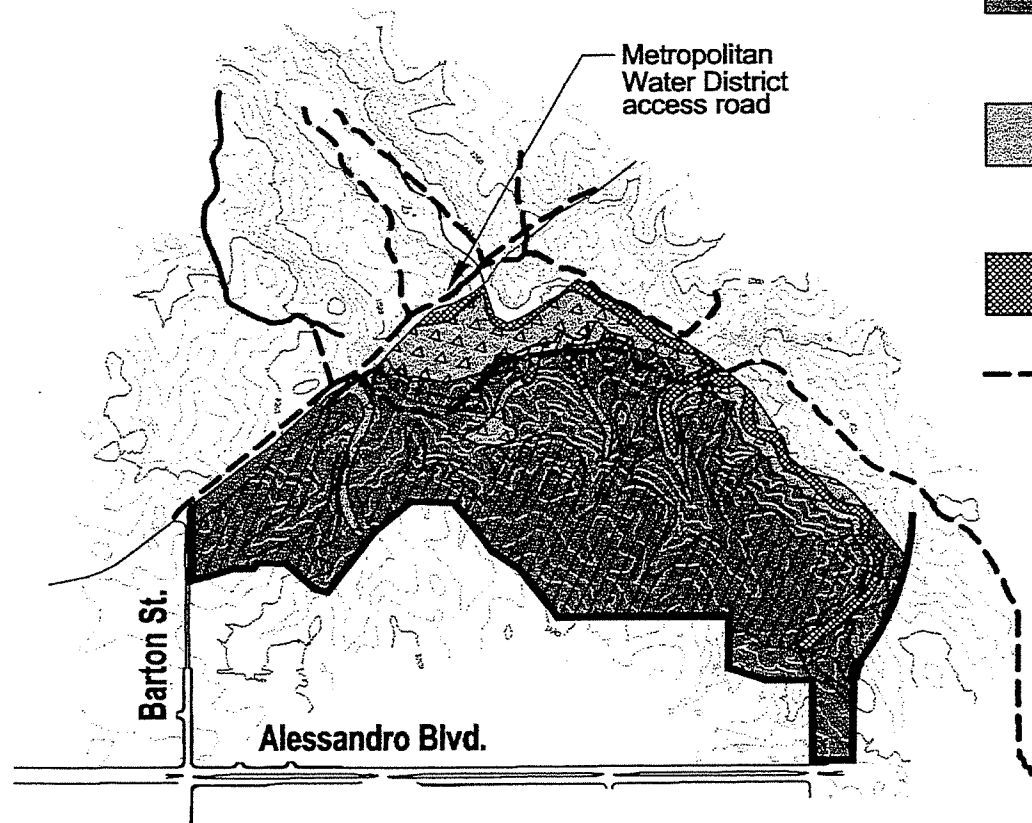 Metropolitan
Water District
access road
Barton St.
Alessandro Blvd.